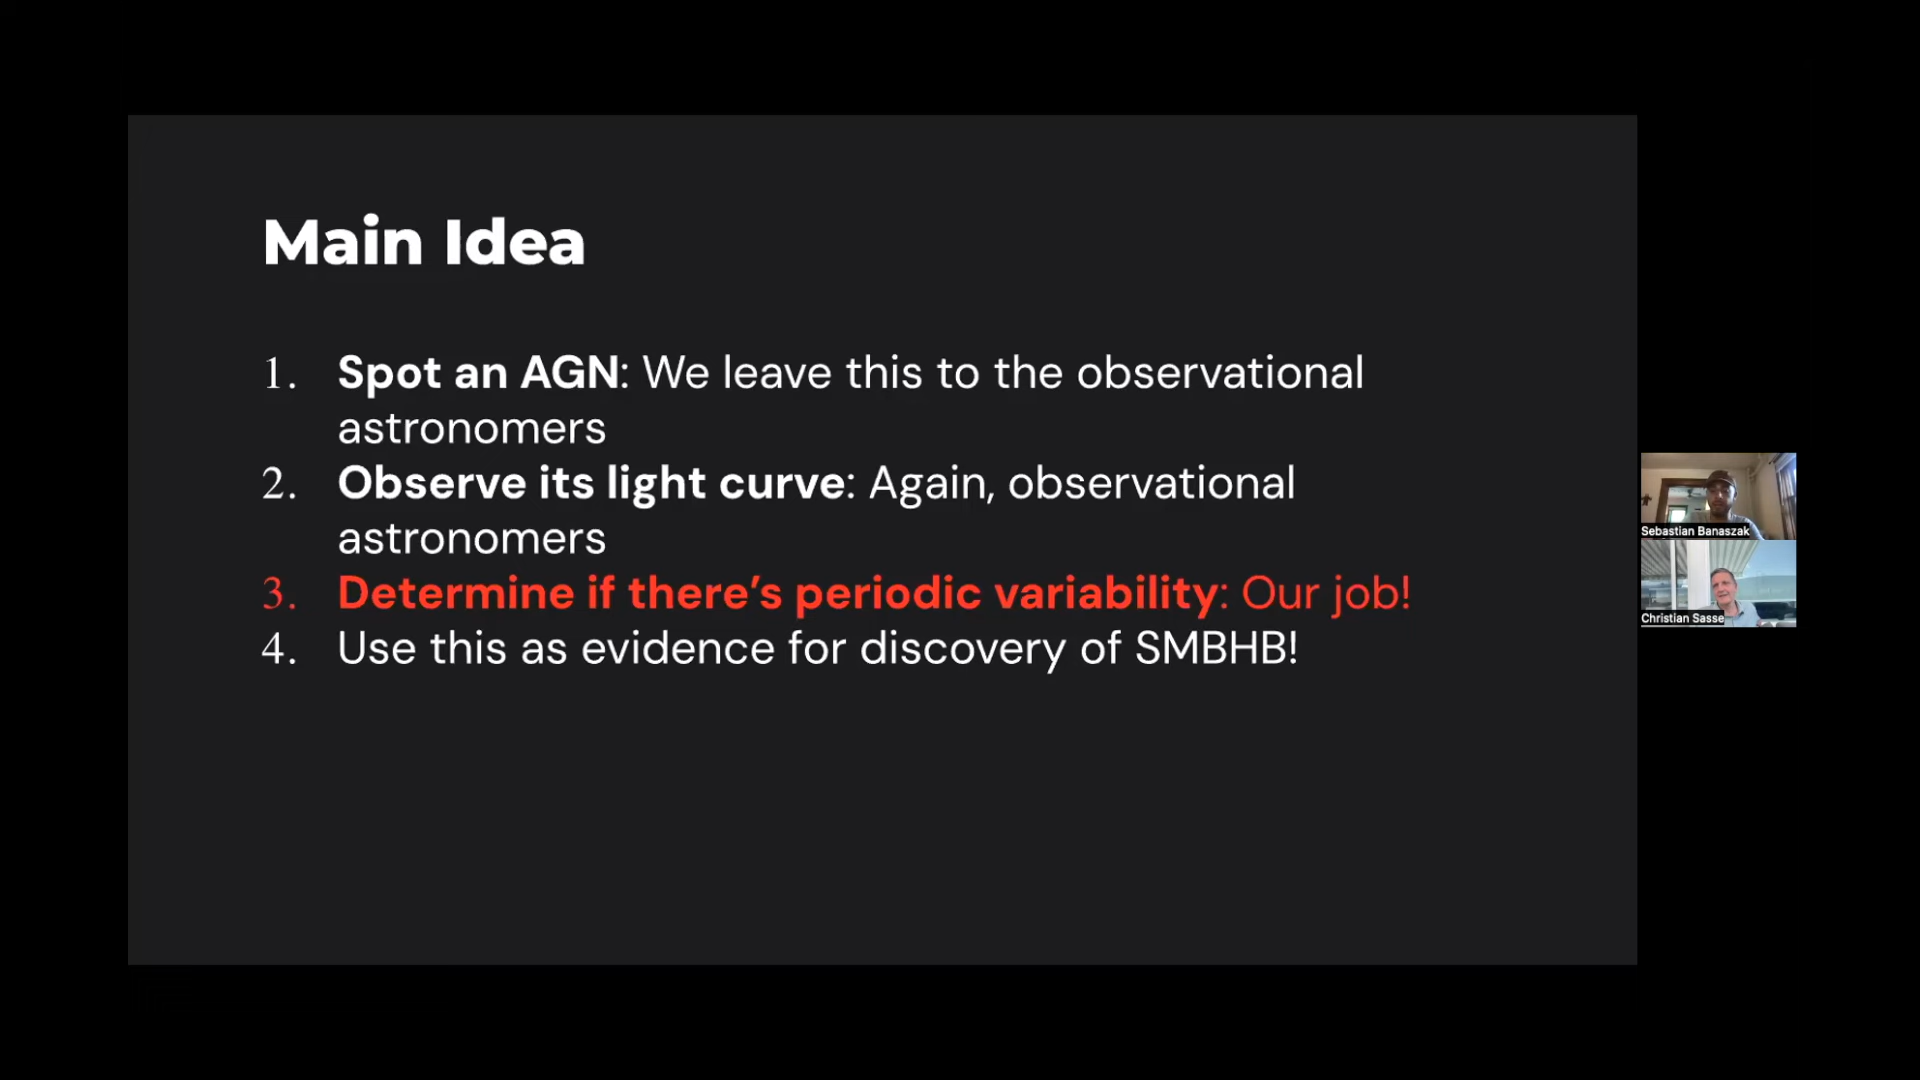 Main Idea
1. Spot an AGN: We leave this to the observational
astronomers
2. Observe its light curve: Again, observational
astronomers
3. Determine if there’s periodic variability: Our job!
4. Use this as evidence for discovery of SMBHB!
Sebastian Banaszak
Christian Sasse